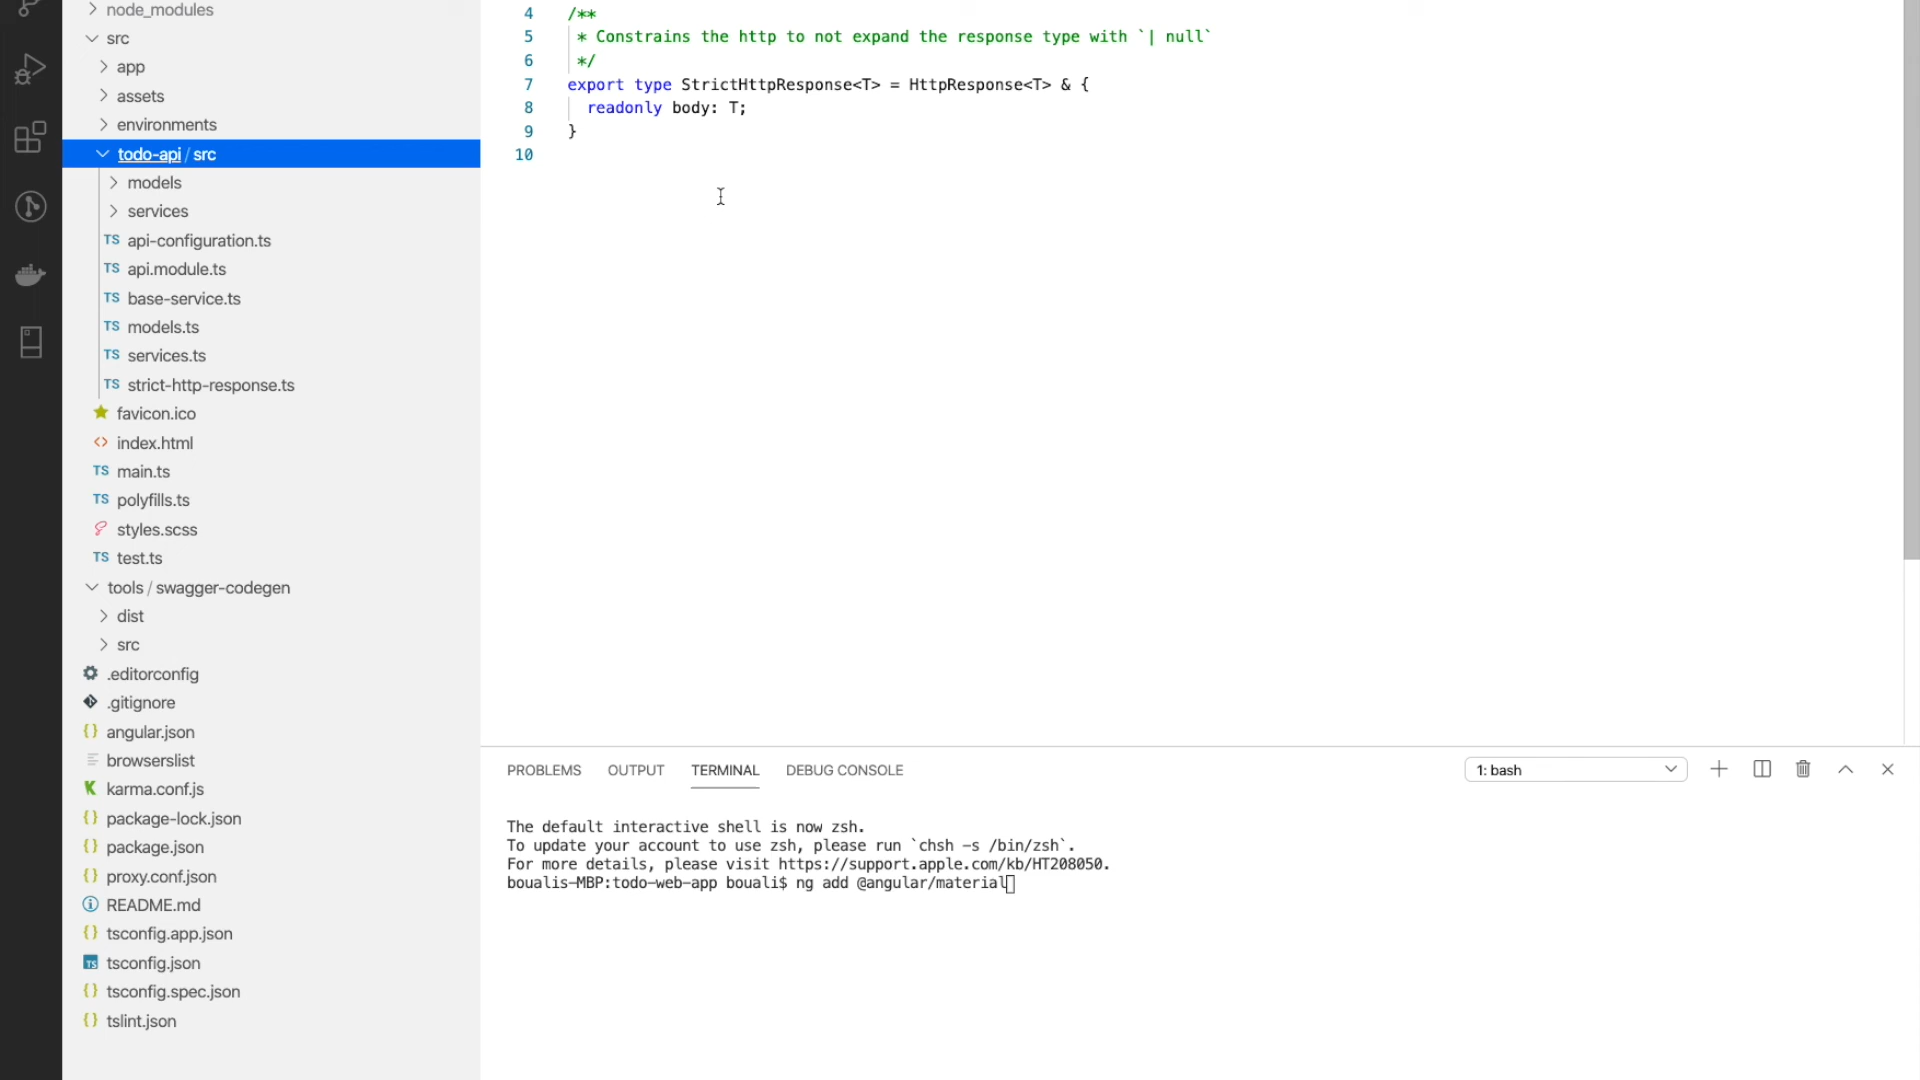 node_modules
src
app
assets
environments
todo-api / src
models
services
TS api-configuration.ts
TS api.module.ts
TS base-service.ts
TS models.ts
TS services.ts
TS strict-http-response.ts
favicon.ico
<> index.html
TS main.ts
TS polyfills.ts
styles.scss
TS test.ts
tools / swagger-codegen
dist
src
.editorconfig
.gitignore
{} angular.json
browserslist
K karma.conf.js
{} package-lock.json
{} package.json
{} proxy.conf.json
README.md
{} tsconfig.app.json
TS tsconfig.json
{} tsconfig.spec.json
{} tslint.json
4 /**
5 * Constrains the http to not expand the response type with `| null`
6 */
7 export type StrictHttpResponse<T> = HttpResponse<T> & {
8 readonly body: T;
9 }
10
PROBLEMS OUTPUT TERMINAL DEBUG CONSOLE 1: bash
The default interactive shell is now zsh.
To update your account to use zsh, please run `chsh -s /bin/zsh`.
For more details, please visit https://support.apple.com/kb/HT208050.
boualis-MBP:todo-web-app bouali$ ng add @angular/material